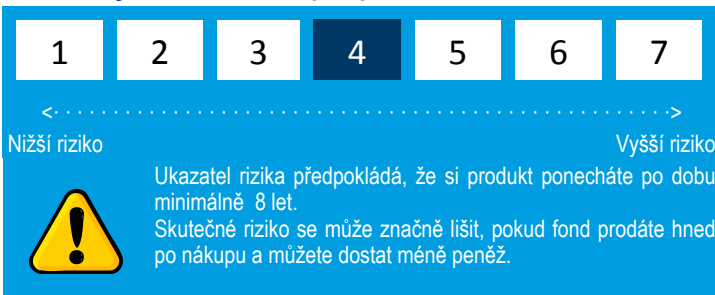 1 2 3 4 5 6 7
<· · · · · · · · · · · · · · · · · · · · · · · · · · · · · · · · · · · · · · · · · · · · · · · · · · · · · · · ·>
Nižší riziko Vyšší riziko
Ukazatel rizika předpokládá, že si produkt ponecháte po dobu
minimálně 8 let.
Skutečné riziko se může značně lišit, pokud fond prodáte hned
po nákupu a můžete dostat méně peněž.